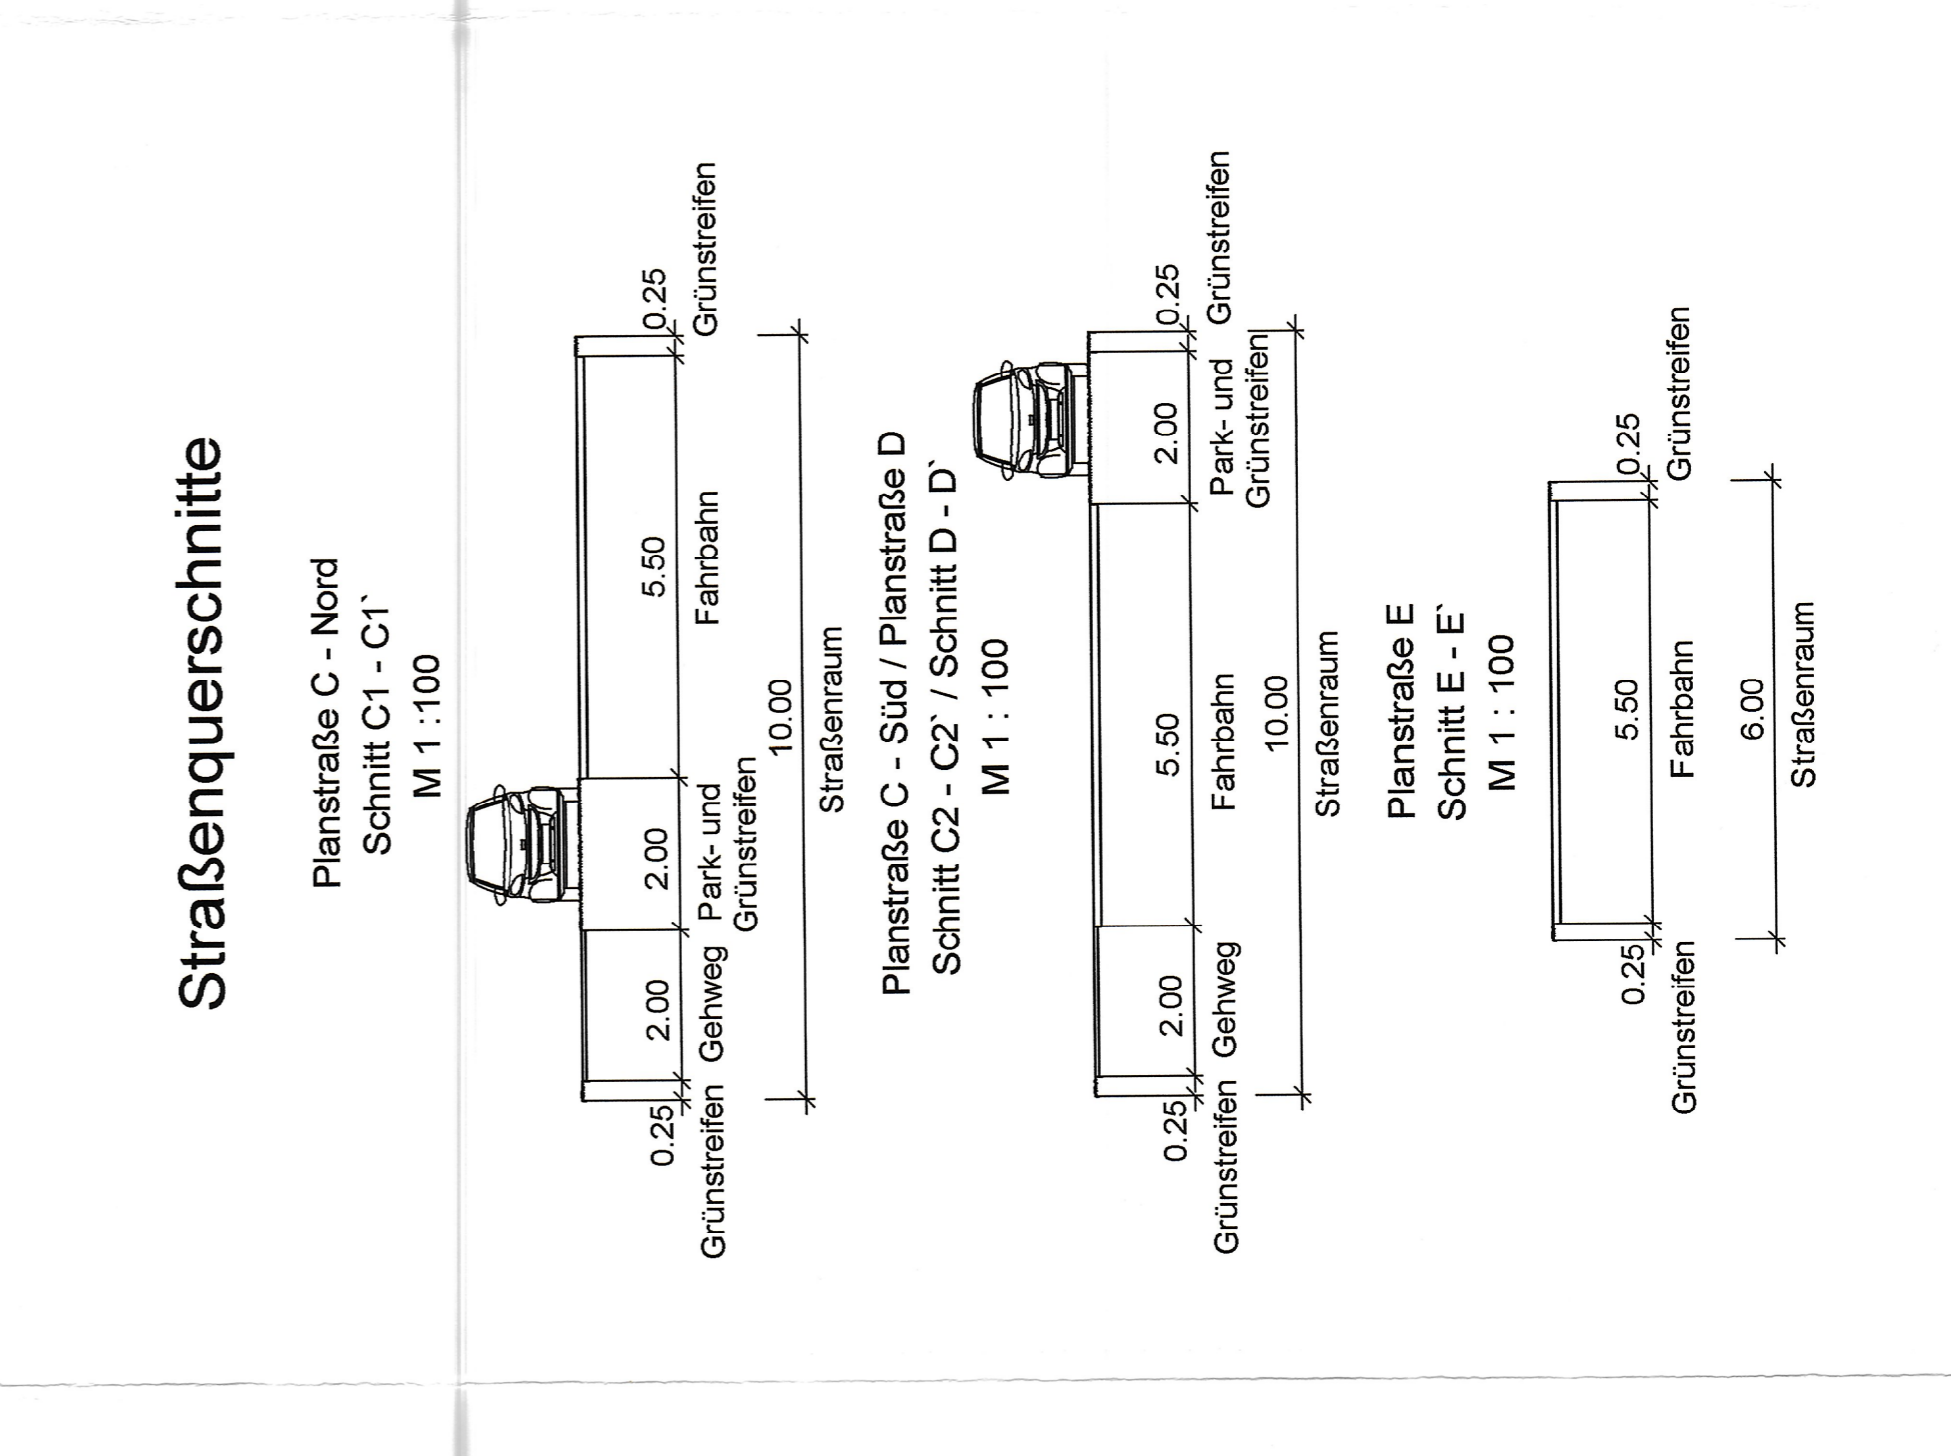 Straßenquerschnitte
Planstraße C - Nord
Schnitt C1 - C1`
M 1 :100
0.25 2.00 2.00 5.50 0.25
Grünstreifen Gehweg Park- und Fahrbahn Grünstreifen
Grünstreifen
10.00
Straßenraum
Planstraße C - Süd / Planstraße D
Schnitt C2 - C2` / Schnitt D - D`
M 1 : 100
0.25 2.00 5.50 2.00 0.25
Grünstreifen Gehweg Fahrbahn Park- und Grünstreifen
Grünstreifen
10.00
Straßenraum
Planstraße E
Schnitt E - E`
M 1 : 100
0.25 5.50 0.25
Grünstreifen Fahrbahn Grünstreifen
6.00
Straßenraum